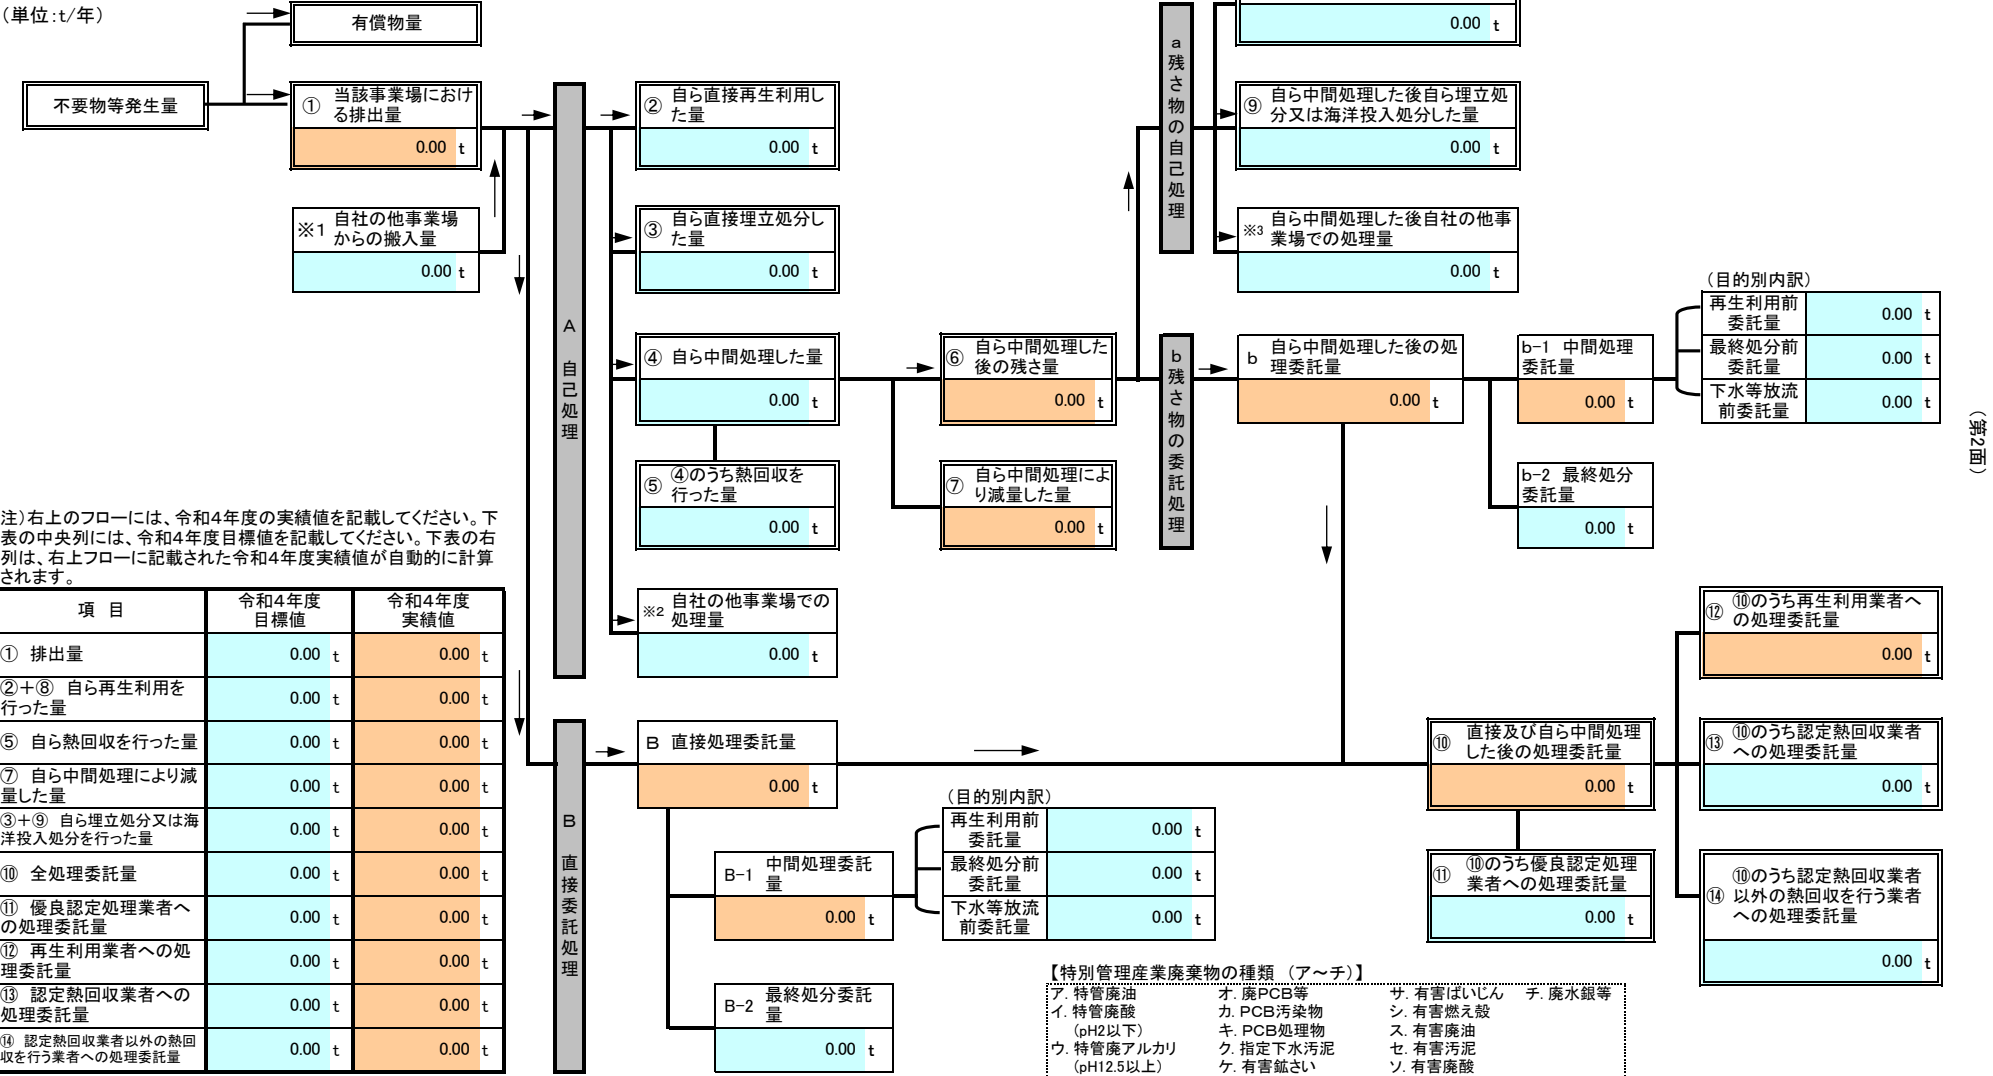 （単位：t/年）
有償物量
不要物等発生量
① 当該事業場におけ
る排出量
0.00 t
※1 自社の他事業場
からの搬入量
0.00 t
A 自己処理
② 自ら直接再生利用し
た量
0.00 t
③ 自ら直接埋立処分し
た量
0.00 t
④ 自ら中間処理した量
0.00 t
⑤ ④のうち熱回収を
行った量
0.00 t
※2 自社の他事業場での
処理量
0.00 t
⑥ 自ら中間処理した
後の残さ量
0.00 t
⑦ 自ら中間処理によ
り減量した量
0.00 t
a 残さ物の自己処理
0.00 t
⑨ 自ら中間処理した後自ら埋立処
分又は海洋投入処分した量
0.00 t
※3 自ら中間処理した後自社の他事
業場での処理量
0.00 t
b 残さ物の委託処理
b 自ら中間処理した後の処
理委託量
0.00 t
b-1 中間処理
委託量
0.00 t
b-2 最終処分
委託量
0.00 t
（目的別内訳）
再生利用前
委託量
0.00 t
最終処分前
委託量
0.00 t
下水等放流
前委託量
0.00 t
（第2面）
注）右上のフローには、令和４年度の実績値を記載してください。下
表の中央列には、令和４年度目標値を記載してください。下表の右
列は、右上フローに記載された令和４年度実績値が自動的に計算
されます。
項 目
令和４年度
目標値
令和４年度
実績値
① 排出量
0.00 t 0.00 t
②＋⑧ 自ら再生利用を
行った量
0.00 t 0.00 t
⑤ 自ら熱回収を行った量
0.00 t 0.00 t
⑦ 自ら中間処理により減
量した量
0.00 t 0.00 t
③＋⑨ 自ら埋立処分又は海
洋投入処分を行った量
0.00 t 0.00 t
⑩ 全処理委託量
0.00 t 0.00 t
⑪ 優良認定処理業者へ
の処理委託量
0.00 t 0.00 t
⑫ 再生利用業者への処
理委託量
0.00 t 0.00 t
⑬ 認定熱回収業者への
処理委託量
0.00 t 0.00 t
⑭ 認定熱回収業者以外の熱回
収を行う業者への処理委託量
0.00 t 0.00 t
B 直接委託処理
B 直接処理委託量
0.00 t
B-1 中間処理委託
量
0.00 t
B-2 最終処分委託
量
0.00 t
（目的別内訳）
再生利用前
委託量
0.00 t
最終処分前
委託量
0.00 t
下水等放流
前委託量
0.00 t
⑩ 直接及び自ら中間処理
した後の処理委託量
0.00 t
⑪ ⑩のうち優良認定処理
業者への処理委託量
0.00 t
⑫ ⑩のうち再生利用業者へ
の処理委託量
0.00 t
⑬ ⑩のうち認定熱回収業者
への処理委託量
0.00 t
⑭ ⑩のうち認定熱回収業者
以外の熱回収を行う業者
への処理委託量
0.00 t
【特別管理産業廃棄物の種類 （ア～チ）】
ア. 特管廃油 オ. 廃PCB等 サ. 有害ばいじん チ. 廃水銀等
イ. 特管廃酸 カ. PCB汚染物 シ. 有害燃え殻
（pH2以下） キ. PCB処理物 ス. 有害廃油
ウ. 特管廃アルカリ ク. 指定下水汚泥 セ. 有害汚泥
（pH12.5以上） ケ. 有害鉱さい ソ. 有害廃酸